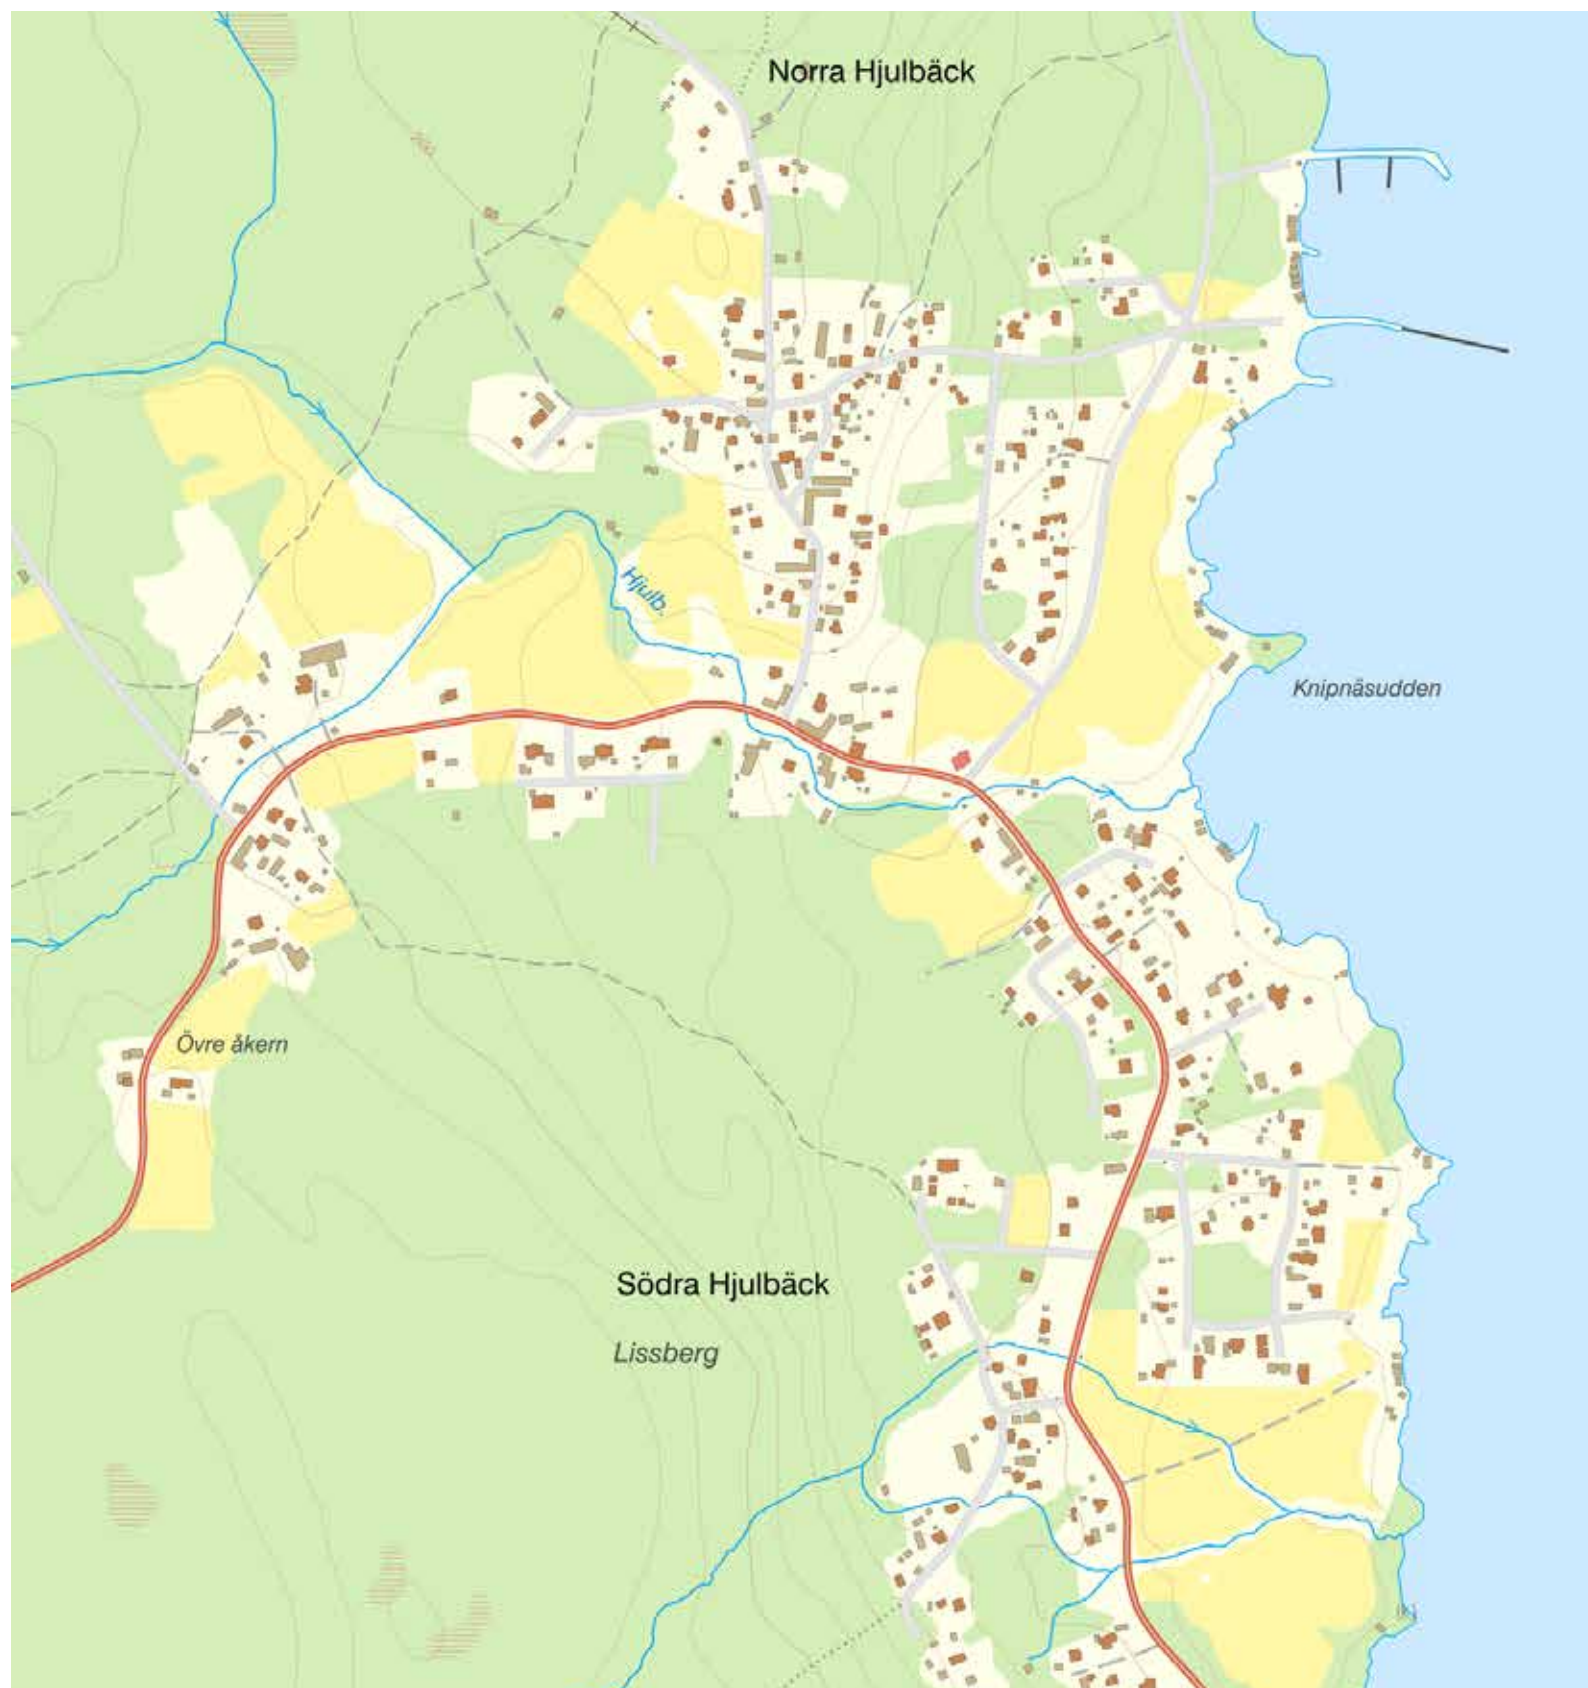 Norra Hjulbäck
Hjulb.
Knipnäsudden
Övre åkern
Södra Hjulbäck
Lissberg